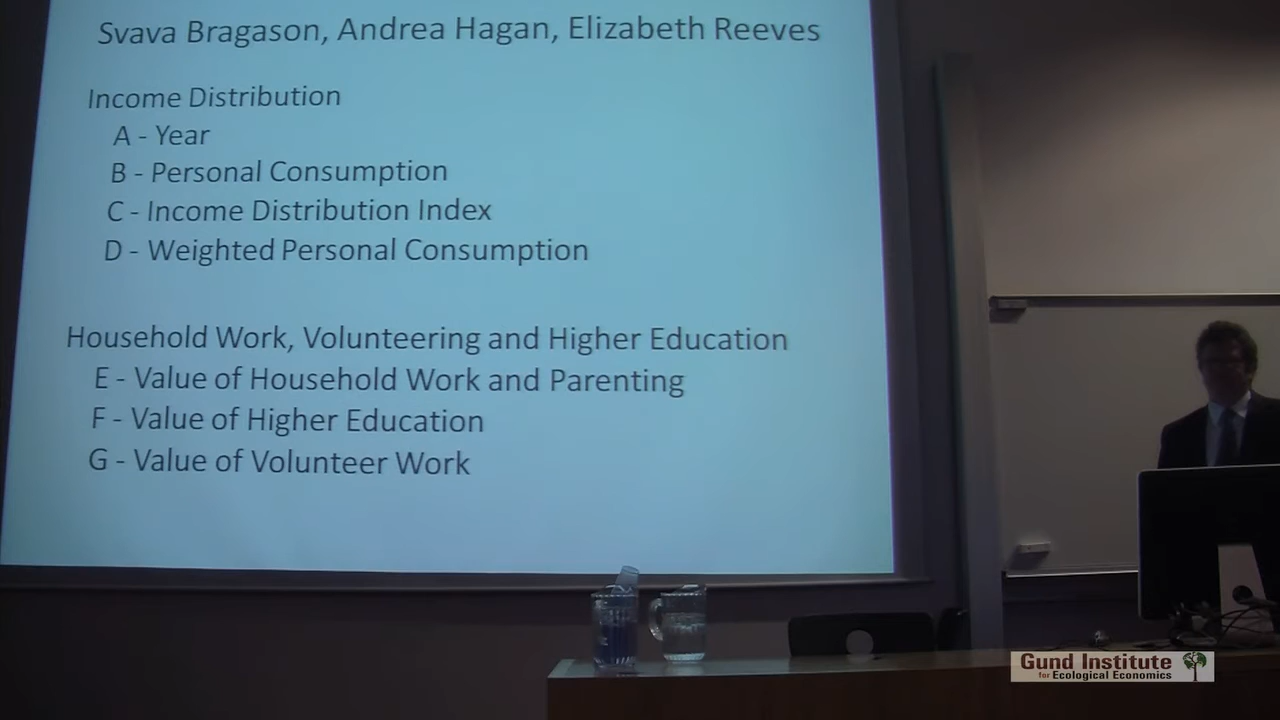 Svava Bragason, Andrea Hagan, Elizabeth Reeves
Income Distribution
A - Year
B - Personal Consumption
C - Income Distribution Index
D - Weighted Personal Consumption
Household Work, Volunteering and Higher Education
E - Value of Household Work and Parenting
F - Value of Higher Education
G - Value of Volunteer Work
Gund Institute
for Ecological Economics